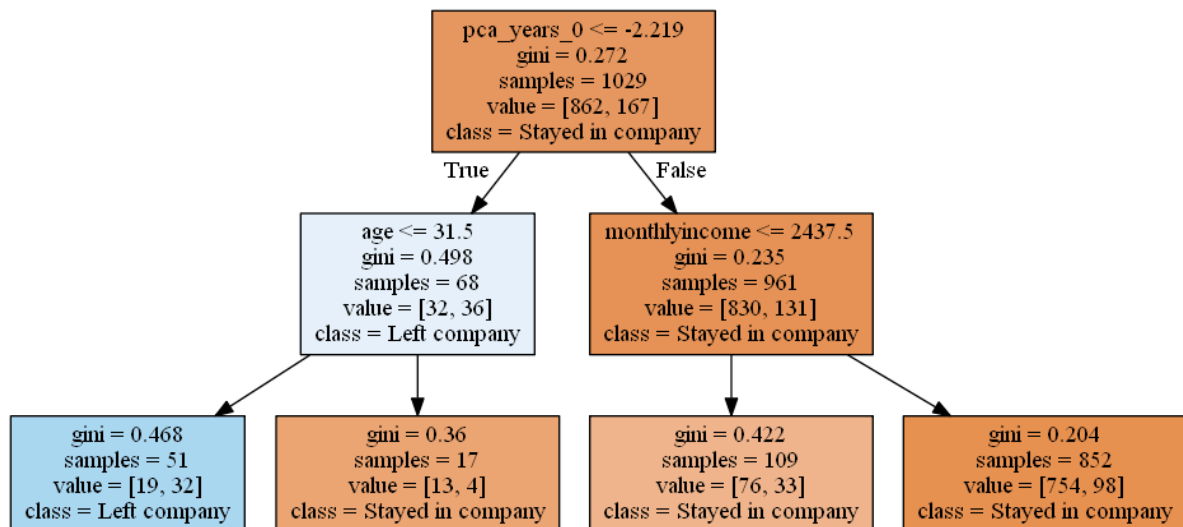 pca_years_0 <= -2.219
gini = 0.272
samples = 1029
value = [862, 167]
class = Stayed in company
True
False
age <= 31.5
gini = 0.498
samples = 68
value = [32, 36]
class = Left company
monthlyincome <= 2437.5
gini = 0.235
samples = 961
value = [830, 131]
class = Stayed in company
gini = 0.468
samples = 51
value = [19, 32]
class = Left company
gini = 0.36
samples = 17
value = [13, 4]
class = Stayed in company
gini = 0.422
samples = 109
value = [76, 33]
class = Stayed in company
gini = 0.204
samples = 852
value = [754, 98]
class = Stayed in company